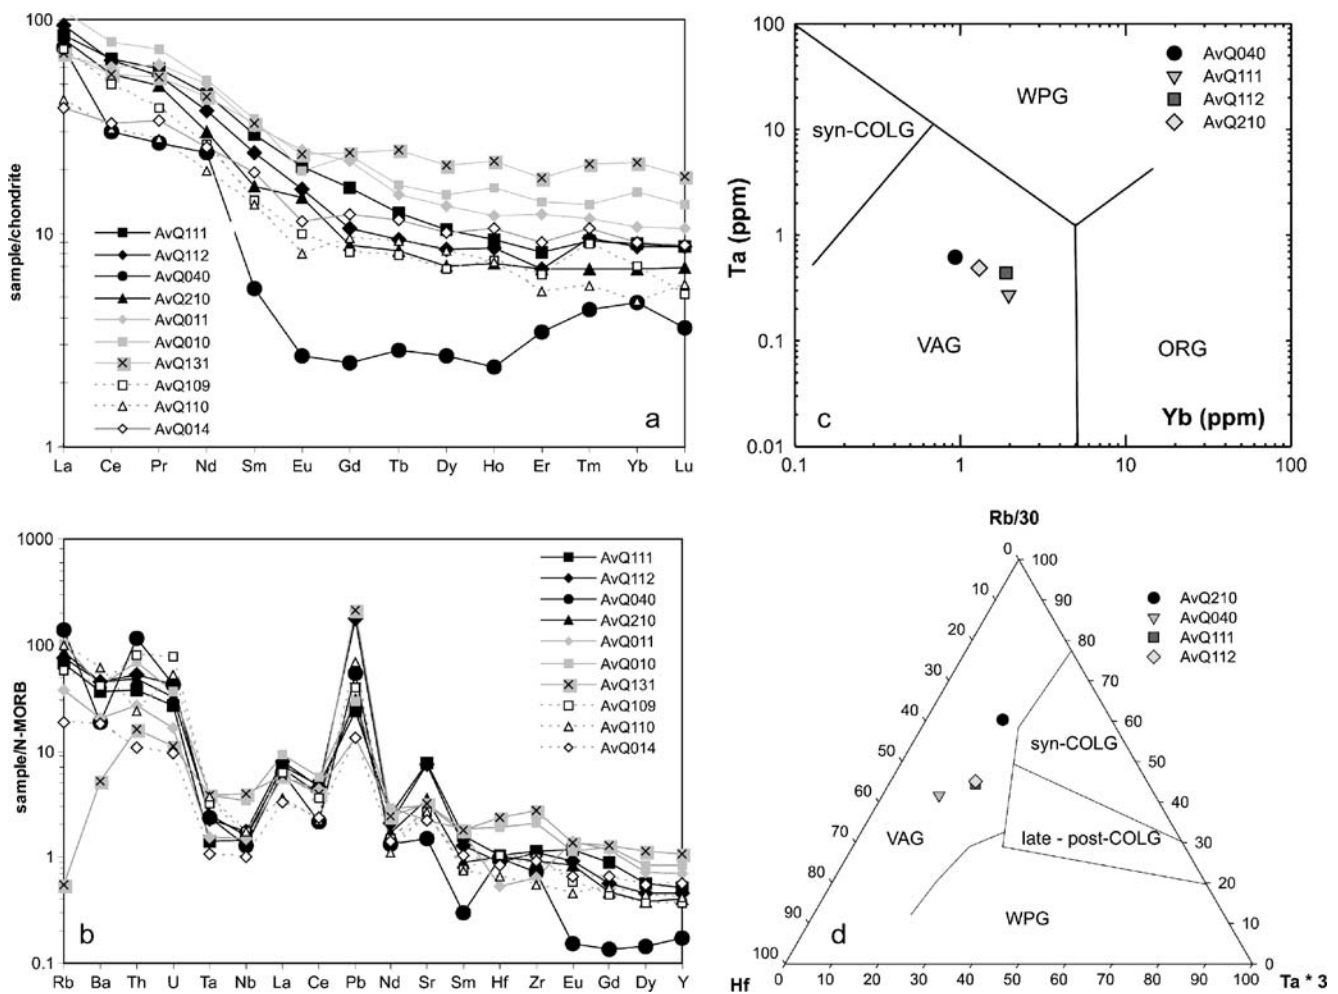 100
10
1
sample/chondrite
AvQ111
AvQ112
AvQ040
AvQ210
AvQ011
AvQ010
AvQ131
AvQ109
AvQ110
AvQ014
a
La Ce Pr Nd Sm Eu Gd Tb Dy Ho Er Tm Yb Lu
100
10
1
0.1
0.01
Ta (ppm)
AvQ040
AvQ111
AvQ112
AvQ210
WPG
syn-COLG
VAG
ORG
c
Yb (ppm)
0.1 1 10 100
1000
100
10
1
0.1
sample/N-MORB
AvQ111
AvQ112
AvQ040
AvQ210
AvQ011
AvQ010
AvQ131
AvQ109
AvQ110
AvQ014
b
Rb Ba Th U Ta Nb La Ce Pb Nd Sr Sm Hf Zr Eu Gd Dy Y
Rb/30
0 100
10 90
20 80
30 70
40 60
50 50
60 40
70 30
80 20
90 10
100 0
AvQ210
AvQ040
AvQ111
AvQ112
syn-COLG
late - post-COLG
VAG
WPG
d
0 10 20 30 40 50 60 70 80 90 100
Hf
Ta * 3